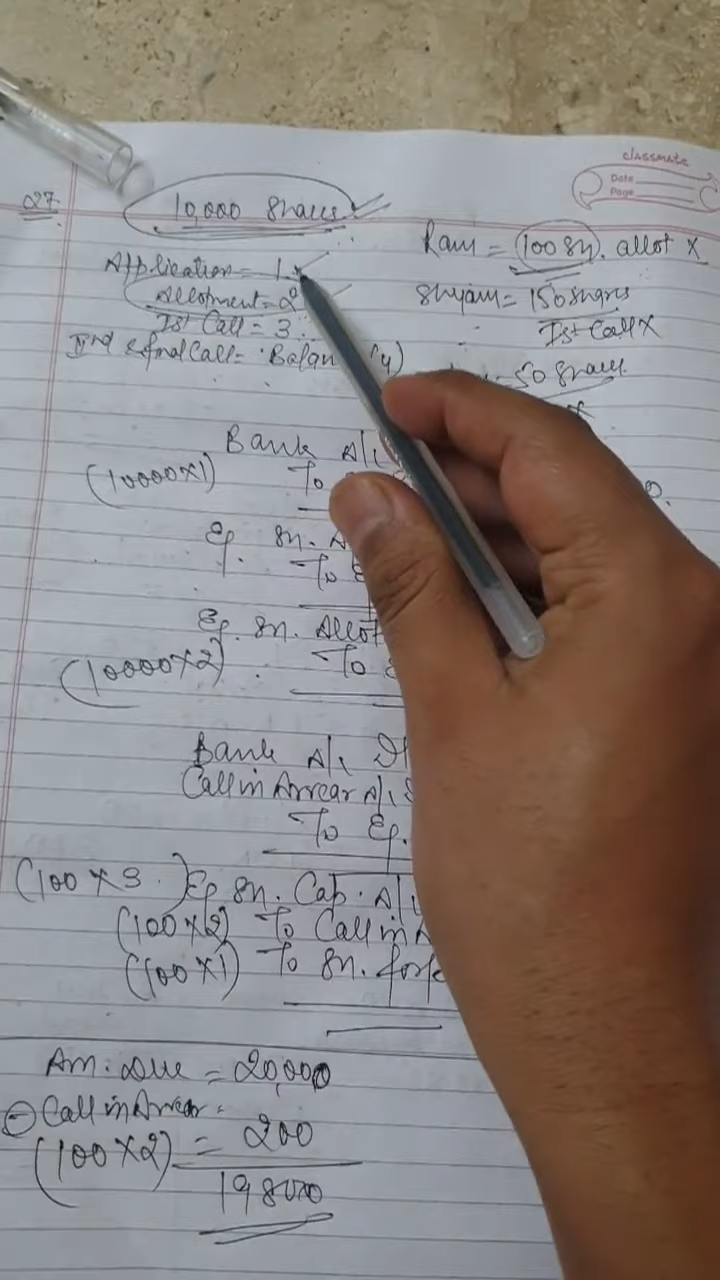 classmate
Date
Page
Q7
10,000 Shares
Application = 1
Allotment = 2
Ist Call = 3
IInd & final Call = Balan (4)
Ram = 100 Sh. allot X
Shyam = 150 Shares
Ist Call X
50 Shares
X
Bank A/c
(10000×1) To
Eq. Sh. A
To E
Eq. Sh. Allot
(10000×2) To
Bank A/c D
Call in Arrear A/c
To Eq.
(100 × 3) Eq Sh. Cap. A/c
(100×2) To Call in A
(100×1) To Sh. forfe
Am. Due = 20,000
(-) Call in Arrear
(100×2) = 200
19800